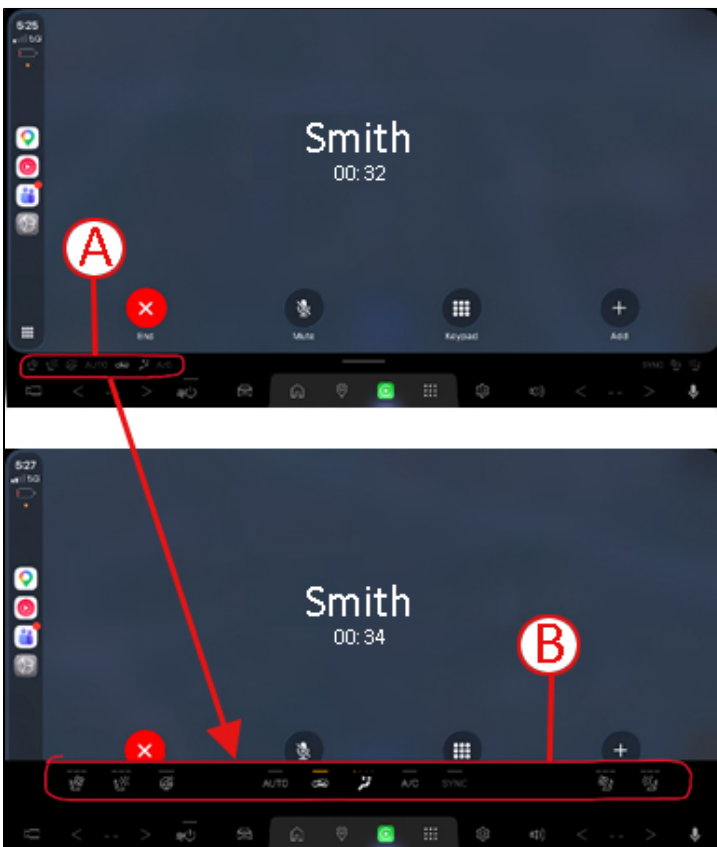 5:25
5G
Smith
00:32
A
End
Mute
Keypad
Add
AUTO
A/C
SYNC
< -- >
< -- >
5:27
5G
Smith
00:34
B
AUTO
A/C
SYNC
< -- >
< -- >